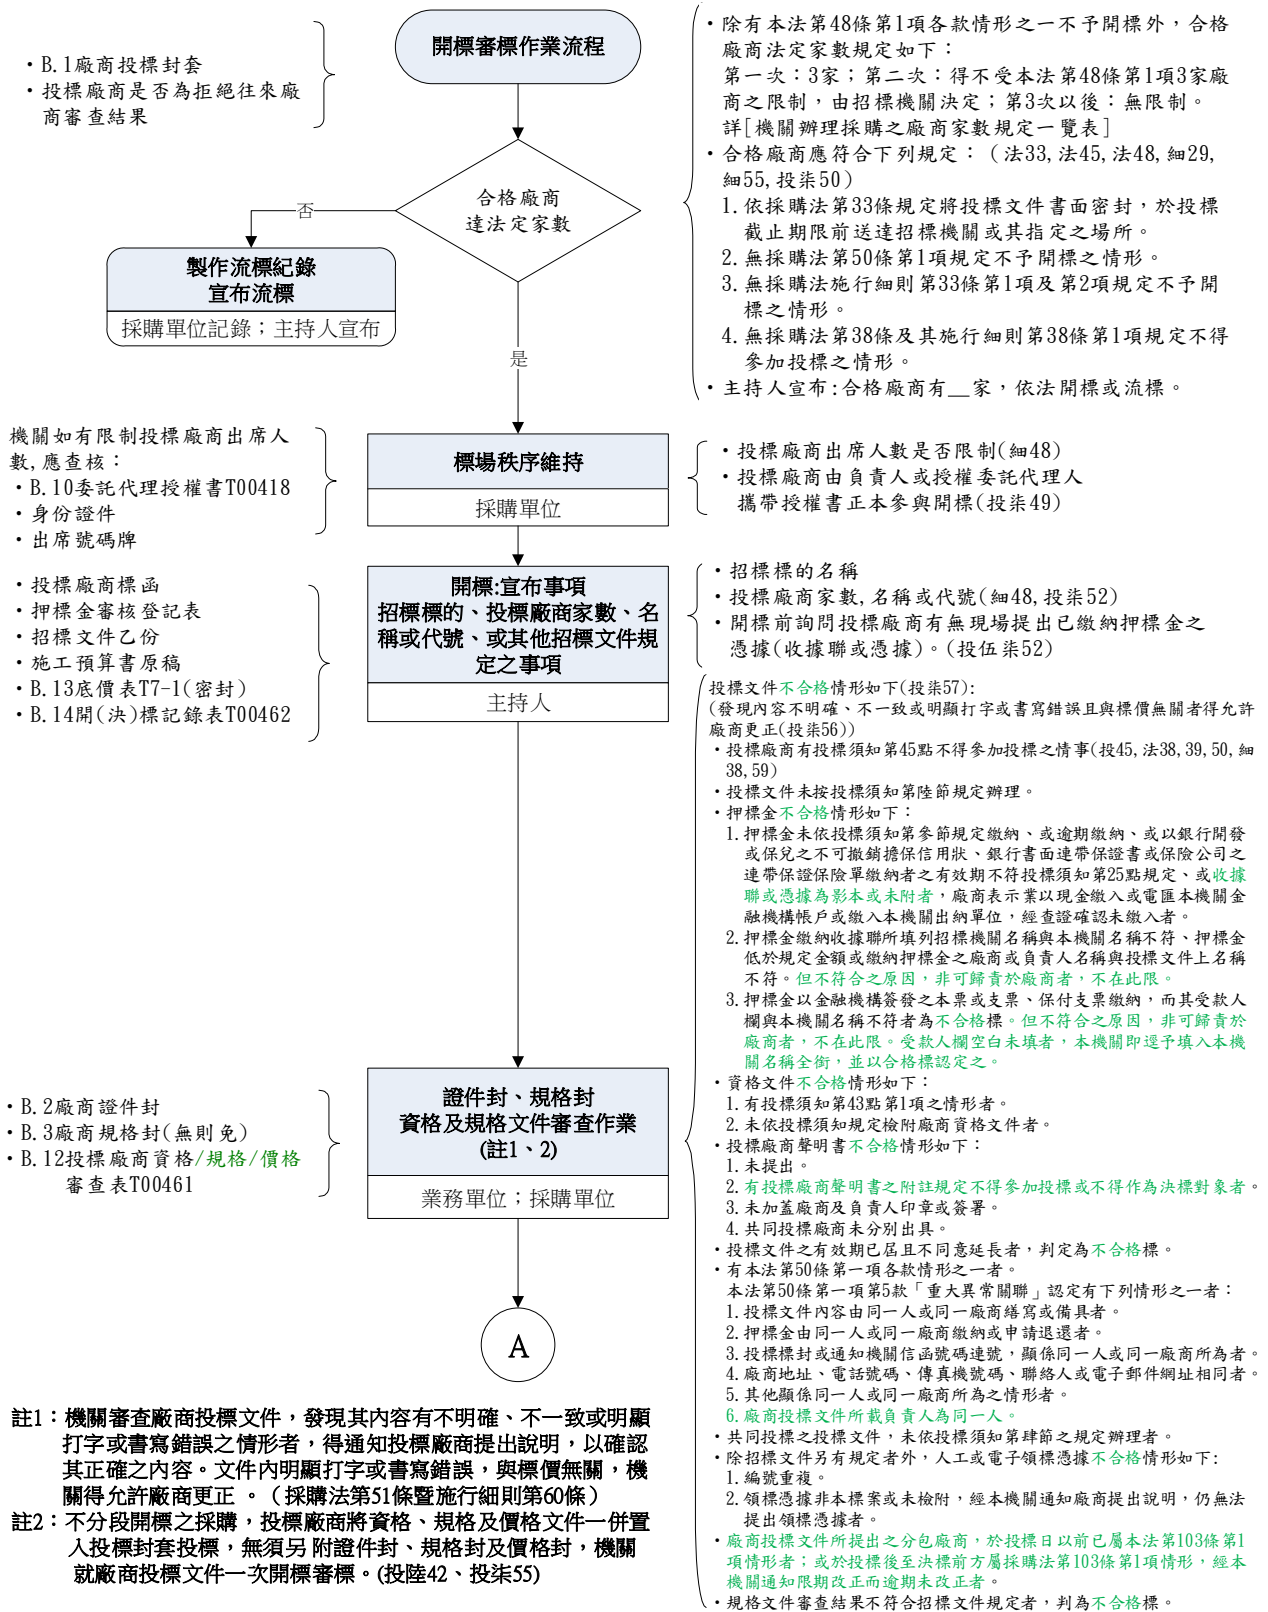 開標審標作業流程
・B.1廠商投標封套
・投標廠商是否為拒絕往來廠
商審查結果
・除有本法第48條第1項各款情形之一不予開標外，合格
廠商法定家數規定如下：
第一次：3家；第二次：得不受本法第48條第1項3家廠
商之限制，由招標機關決定；第3次以後：無限制。
詳[機關辦理採購之廠商家數規定一覽表]
・合格廠商應符合下列規定：（法33,法45,法48,細29,
細55,投柒50）
1.依採購法第33條規定將投標文件書面密封，於投標
截止期限前送達招標機關或其指定之場所。
2.無採購法第50條第1項規定不予開標之情形。
3.無採購法施行細則第33條第1項及第2項規定不予開
標之情形。
4.無採購法第38條及其施行細則第38條第1項規定不得
參加投標之情形。
・主持人宣布:合格廠商有__家，依法開標或流標。
合格廠商
達法定家數
否
製作流標紀錄
宣布流標
採購單位記錄；主持人宣布
是
機關如有限制投標廠商出席人
數,應查核：
・B.10委託代理授權書T00418
・身份證件
・出席號碼牌
標場秩序維持
採購單位
・投標廠商出席人數是否限制(細48)
・投標廠商由負責人或授權委託代理人
攜帶授權書正本參與開標(投柒49)
・投標廠商標函
・押標金審核登記表
・招標文件乙份
・施工預算書原稿
・B.13底價表T7-1(密封)
・B.14開(決)標記錄表T00462
開標:宣布事項
招標標的、投標廠商家數、名
稱或代號、或其他招標文件規
定之事項
主持人
・招標標的名稱
・投標廠商家數,名稱或代號(細48,投柒52)
・開標前詢問投標廠商有無現場提出已繳納押標金之
憑據(收據聯或憑據)。(投伍柒52)
投標文件不合格情形如下(投柒57):
(發現內容不明確、不一致或明顯打字或書寫錯誤且與標價無關者得允許
廠商更正(投柒56))
・投標廠商有投標須知第45點不得參加投標之情事(投45,法38,39,50,細
38,59)
・投標文件未按投標須知第陸節規定辦理。
・押標金不合格情形如下：
1.押標金未依投標須知第參節規定繳納、或逾期繳納、或以銀行開發
或保兌之不可撤銷擔保信用狀、銀行書面連帶保證書或保險公司之
連帶保證保險單繳納者之有效期不符投標須知第25點規定、或收據
聯或憑據為影本或未附者，廠商表示業以現金繳入或電匯本機關金
融機構帳戶或繳入本機關出納單位，經查證確認未繳入者。
2.押標金繳納收據聯所填列招標機關名稱與本機關名稱不符、押標金
低於規定金額或繳納押標金之廠商或負責人名稱與投標文件上名稱
不符。但不符合之原因，非可歸責於廠商者，不在此限。
3.押標金以金融機構簽發之本票或支票、保付支票繳納，而其受款人
欄與本機關名稱不符者為不合格標。但不符合之原因，非可歸責於
廠商者，不在此限。受款人欄空白未填者，本機關即逕予填入本機
關名稱全銜，並以合格標認定之。
・資格文件不合格情形如下：
1.有投標須知第43點第1項之情形者。
2.未依投標須知規定檢附廠商資格文件者。
・投標廠商聲明書不合格情形如下：
1.未提出。
2.有投標廠商聲明書之附註規定不得參加投標或不得作為決標對象者。
3.未加蓋廠商及負責人印章或簽署。
4.共同投標廠商未分別出具。
・投標文件之有效期已屆且不同意延長者，判定為不合格標。
・有本法第50條第一項各款情形之一者。
本法第50條第一項第5款「重大異常關聯」認定有下列情形之一者：
1.投標文件內容由同一人或同一廠商繕寫或備具者。
2.押標金由同一人或同一廠商繳納或申請退還者。
3.投標標封或通知機關信函號碼連號，顯係同一人或同一廠商所為者。
4.廠商地址、電話號碼、傳真機號碼、聯絡人或電子郵件網址相同者。
5.其他顯係同一人或同一廠商所為之情形者。
6.廠商投標文件所載負責人為同一人。
・共同投標之投標文件，未依投標須知第肆節之規定辦理者。
・除招標文件另有規定者外，人工或電子領標憑據不合格情形如下:
1.編號重複。
2.領標憑據非本標案或未檢附，經本機關通知廠商提出說明，仍無法
提出領標憑據者。
・廠商投標文件所提出之分包廠商，於投標日以前已屬本法第103條第1
項情形者；或於投標後至決標前方屬採購法第103條第1項情形，經本
機關通知限期改正而逾期未改正者。
・規格文件審查結果不符合招標文件規定者，判為不合格標。
・B.2廠商證件封
・B.3廠商規格封(無則免)
・B.12投標廠商資格/規格/價格
審查表T00461
證件封、規格封
資格及規格文件審查作業
(註1、2)
業務單位；採購單位
A
註1：機關審查廠商投標文件，發現其內容有不明確、不一致或明顯
打字或書寫錯誤之情形者，得通知投標廠商提出說明，以確認
其正確之內容。文件內明顯打字或書寫錯誤，與標價無關，機
關得允許廠商更正 。（採購法第51條暨施行細則第60條）
註2：不分段開標之採購，投標廠商將資格、規格及價格文件一併置
入投標封套投標，無須另附證件封、規格封及價格封，機關
就廠商投標文件一次開標審標。(投陸42、投柒55)